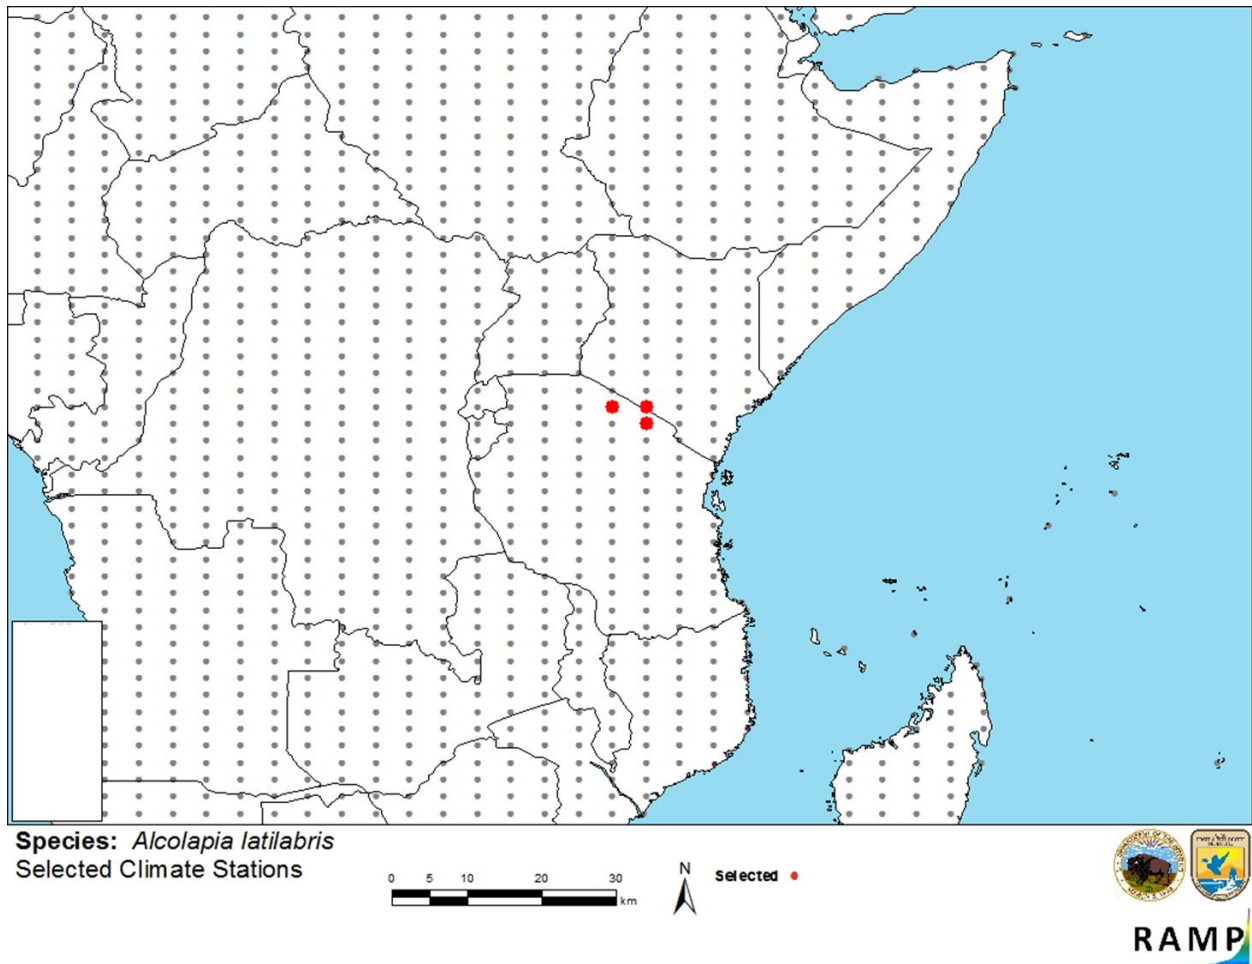 Species: Alcolapia latilabris
Selected Climate Stations
0 5 10 20 30
km
N
Selected
RAMP